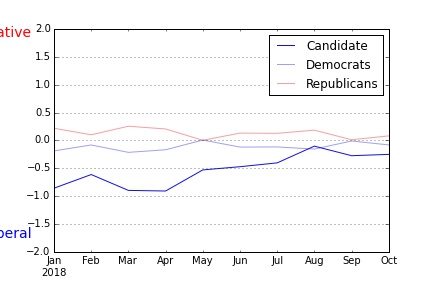 2.0
ative
1.5
1.0
0.5
0.0
−0.5
−1.0
−1.5
beral
−2.0
Candidate
Democrats
Republicans
Jan Feb Mar Apr May Jun Jul Aug Sep Oct
2018